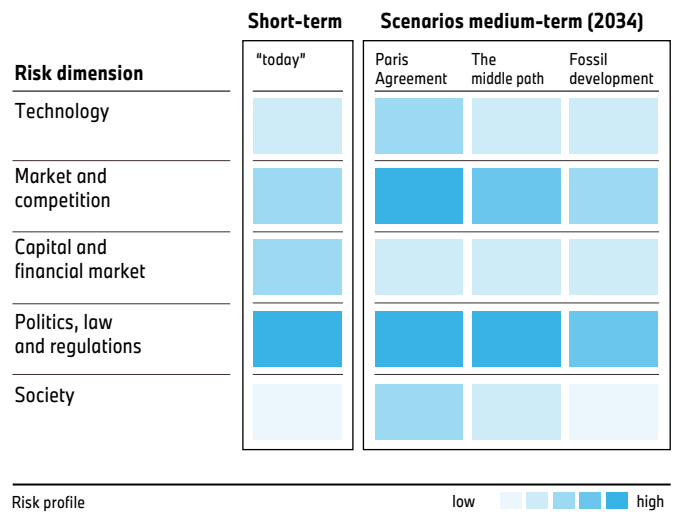 Short-term
Scenarios medium-term (2034)
Risk dimension
“today”
Paris
Agreement
The
middle path
Fossil
development
Technology
Market and
competition
Capital and
financial market
Politics, law
and regulations
Society
Risk profile
low
high